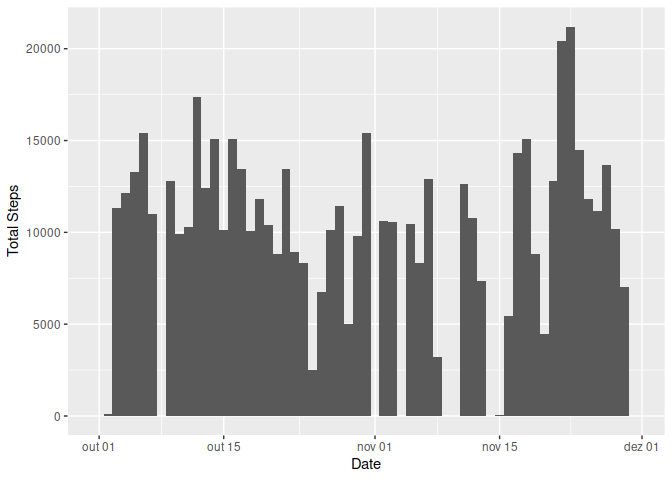 20000
15000
10000
5000
0
Total Steps
out 01
out 15
nov 01
nov 15
dez 01
Date